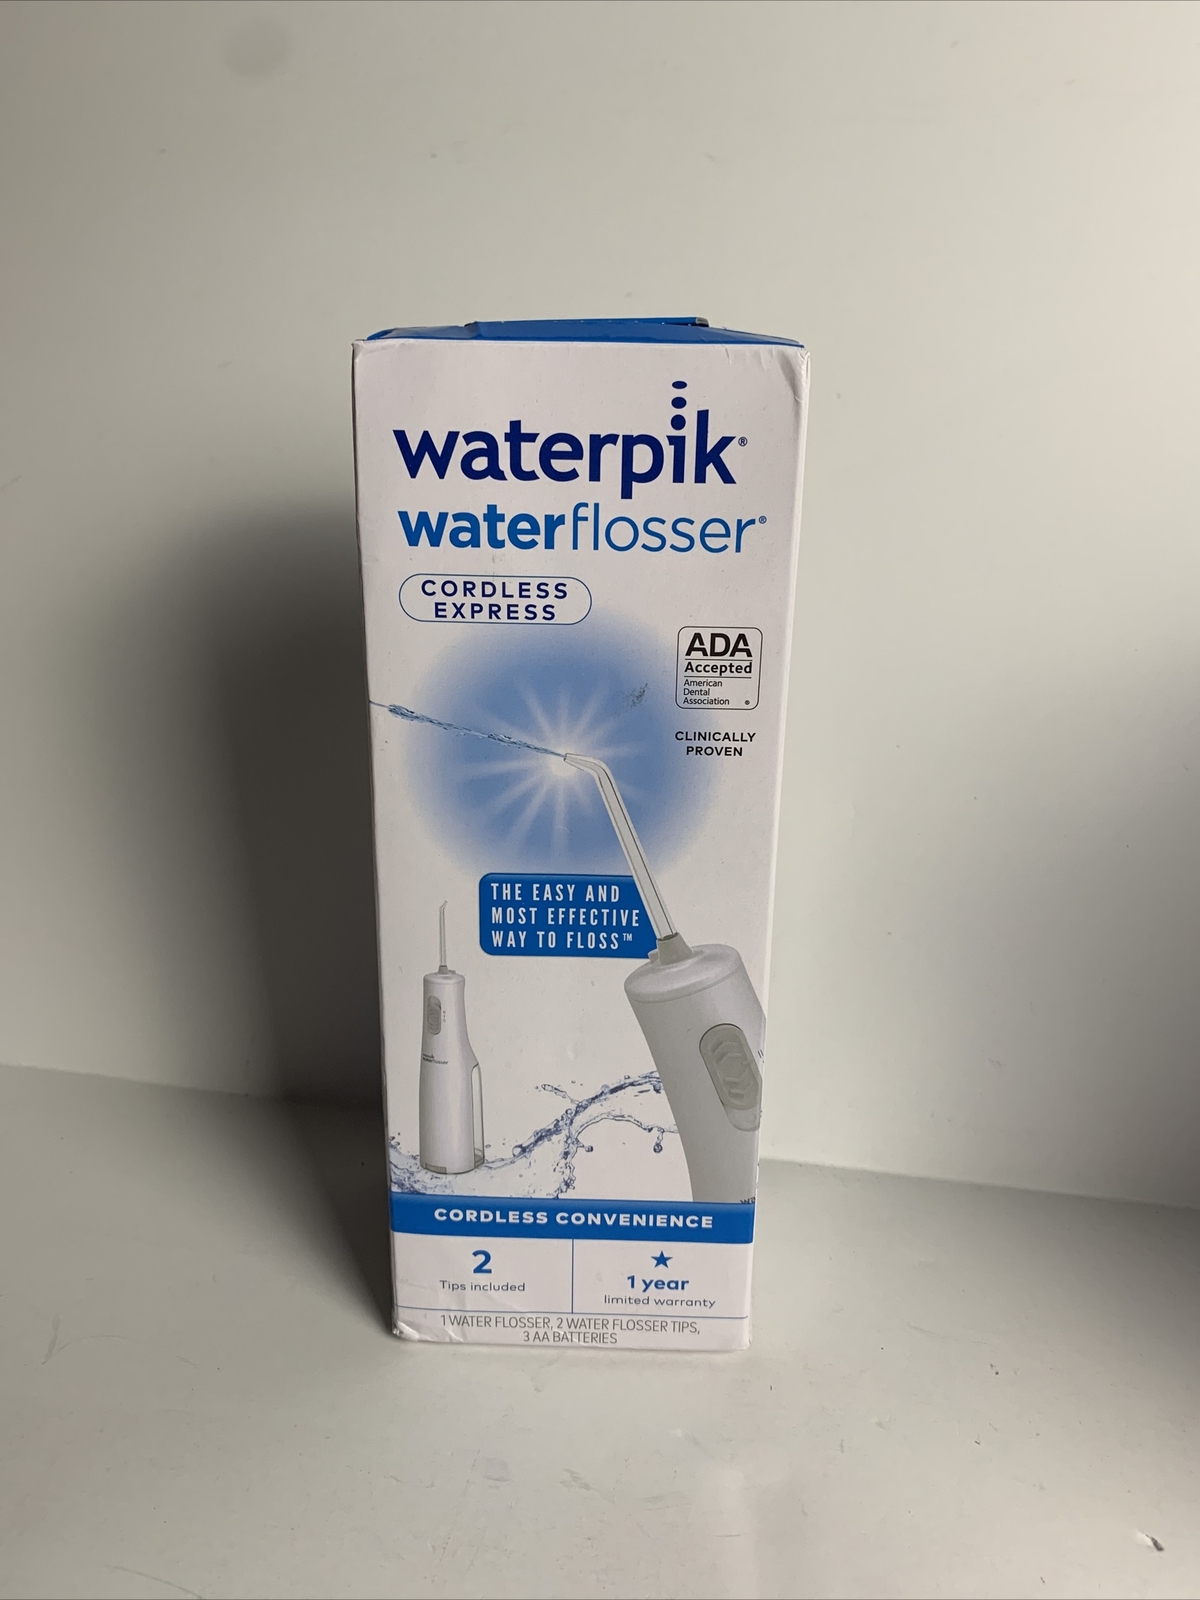 waterpik®
waterflosser®
CORDLESS
EXPRESS
ADA
Accepted
American
Dental
Association ®
CLINICALLY
PROVEN
THE EASY AND
MOST EFFECTIVE
WAY TO FLOSS™
CORDLESS CONVENIENCE
2
Tips included
★
1 year
limited warranty
1 WATER FLOSSER, 2 WATER FLOSSER TIPS,
3 AA BATTERIES